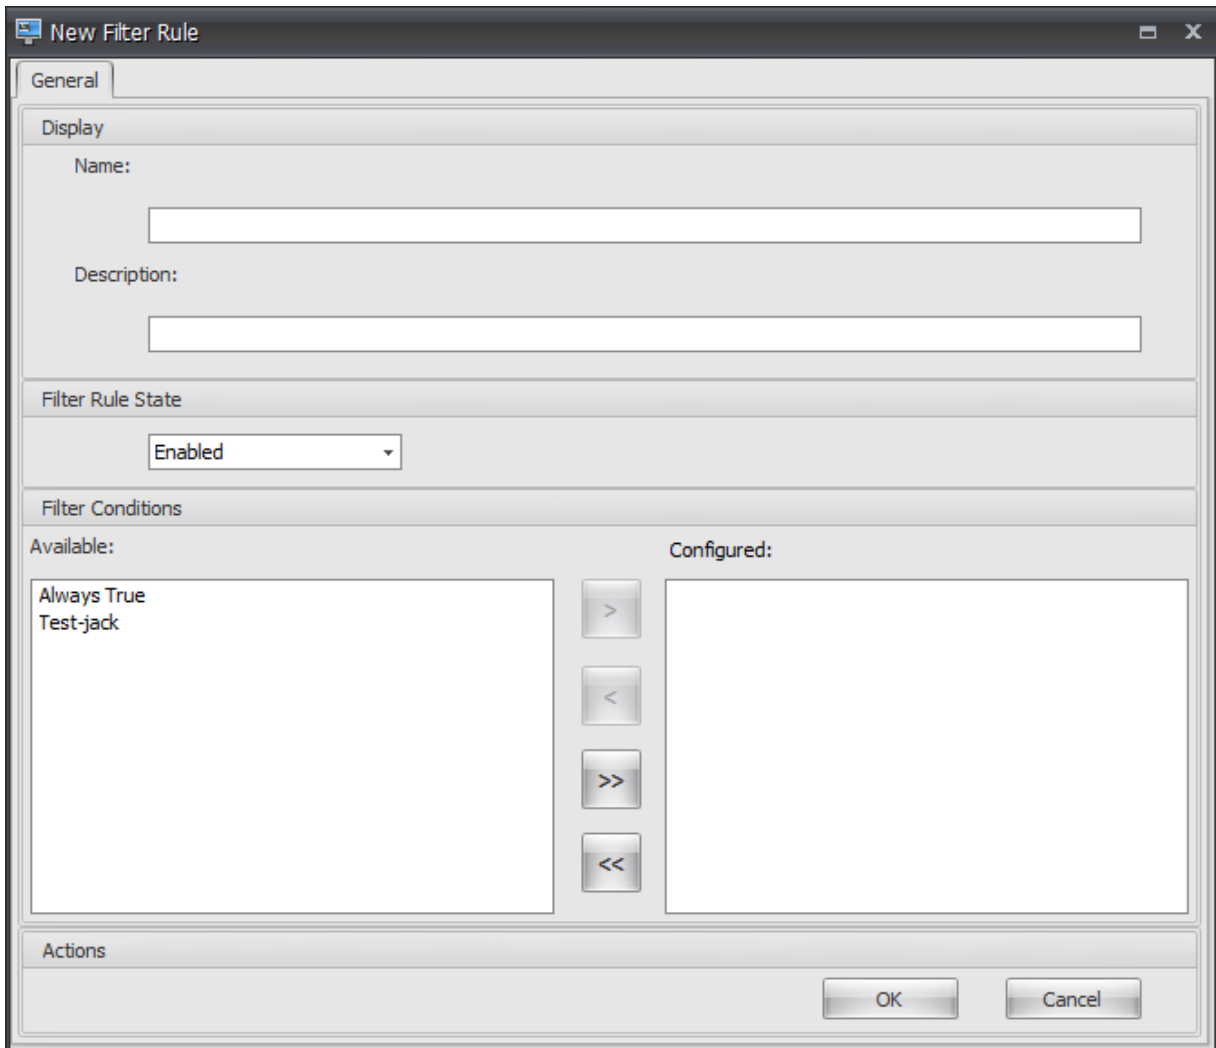 New Filter Rule
General
Display
Name:
Description:
Filter Rule State
Enabled
Filter Conditions
Available:
Configured:
Always True
Test-jack
>
<
>>
<<
Actions
OK
Cancel